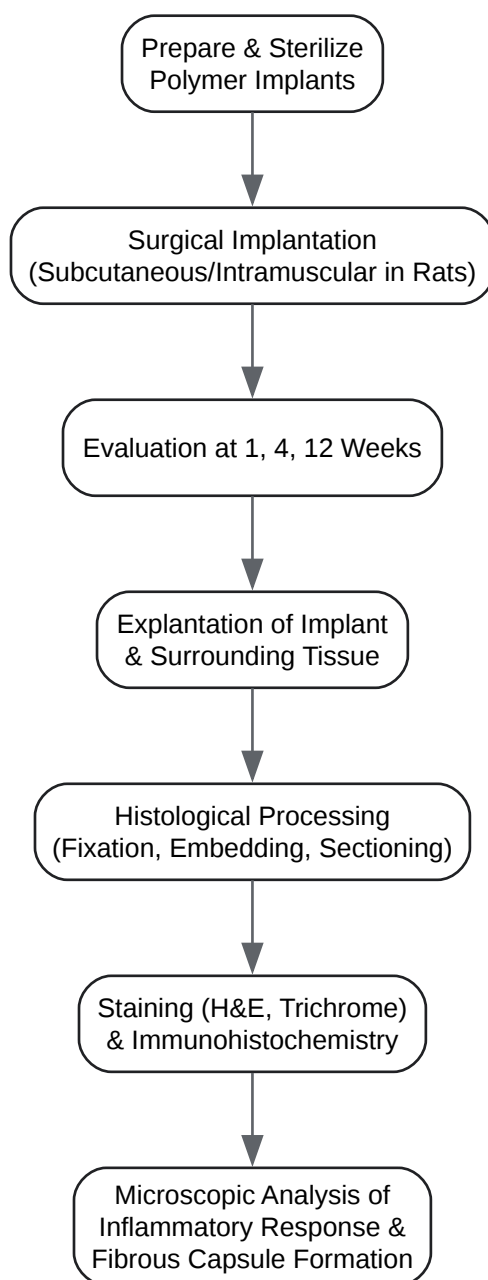 Prepare & Sterilize
Polymer Implants
Surgical Implantation
(Subcutaneous/Intramuscular in Rats)
Evaluation at 1, 4, 12 Weeks
Explantation of Implant
& Surrounding Tissue
Histological Processing
(Fixation, Embedding, Sectioning)
Staining (H&E, Trichrome)
& Immunohistochemistry
Microscopic Analysis of
Inflammatory Response &
Fibrous Capsule Formation